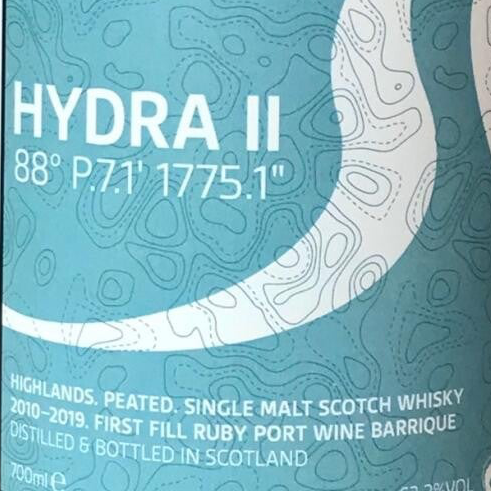 HYDRA II
88° P.7.1' 1775.1"
HIGHLANDS. PEATED. SINGLE MALT SCOTCH WHISKY
2010–2019. FIRST FILL RUBY PORT WINE BARRIQUE
DISTILLED & BOTTLED IN SCOTLAND
700ml e
%VOL